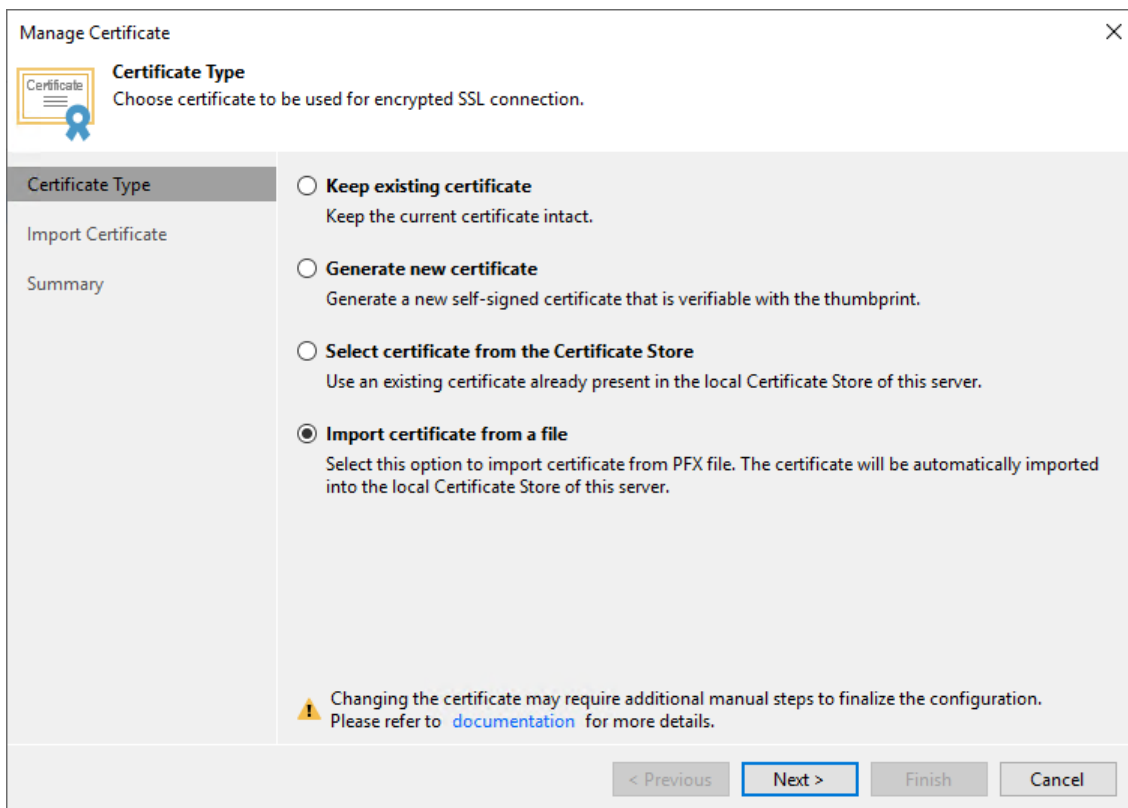 Manage Certificate
Certificate
Certificate Type
Choose certificate to be used for encrypted SSL connection.
Certificate Type
Import Certificate
Summary
Keep existing certificate
Keep the current certificate intact.
Generate new certificate
Generate a new self-signed certificate that is verifiable with the thumbprint.
Select certificate from the Certificate Store
Use an existing certificate already present in the local Certificate Store of this server.
Import certificate from a file
Select this option to import certificate from PFX file. The certificate will be automatically imported
into the local Certificate Store of this server.
Changing the certificate may require additional manual steps to finalize the configuration.
Please refer to documentation for more details.
< Previous Next > Finish Cancel